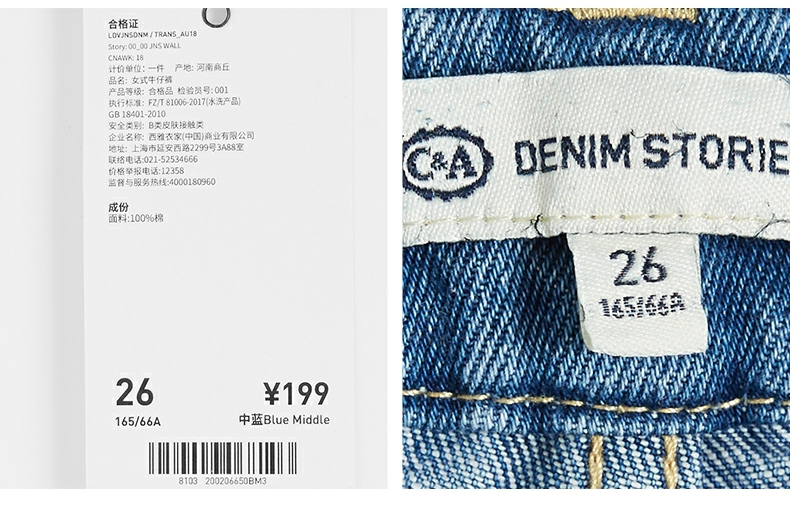 合格证
LDVJNSDNM / TRANS_AU18
Story: 00_00 JNS WALL
CNAWK: 18
计价单位: 一件 产地: 河南商丘
品名: 女式牛仔裤
产品等级: 合格品 检验员号: 001
执行标准: FZ/T 81006-2017(水洗产品)
GB 18401-2010
安全类别: B类皮肤接触类
企业名称: 西雅衣家(中国)商业有限公司
地址: 上海市延安西路2299号3A88室
联络电话:021-52534666
价格举报电话:12358
监督与服务热线:4000180960
成份
面料:100%棉
26
¥199
165/66A
中蓝Blue Middle
8103 200206650BM3
C&A DENIM STORIE
26
165/66A